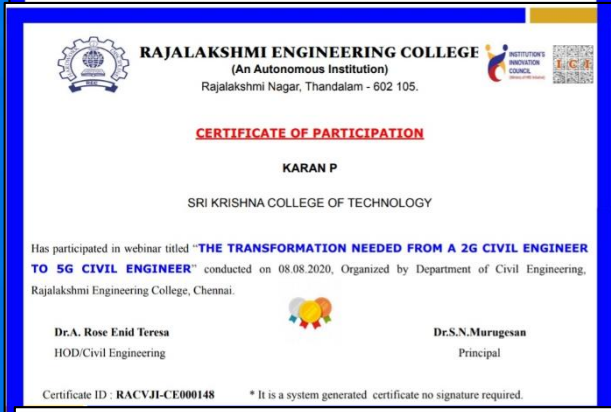 RAJALAKSHMI ENGINEERING COLLEGE
(An Autonomous Institution)
Rajalakshmi Nagar, Thandalam - 602 105.
REC
INSTITUTION'S
INNOVATION
COUNCIL
I C I
CERTIFICATE OF PARTICIPATION
KARAN P
SRI KRISHNA COLLEGE OF TECHNOLOGY
Has participated in webinar titled "THE TRANSFORMATION NEEDED FROM A 2G CIVIL ENGINEER
TO 5G CIVIL ENGINEER" conducted on 08.08.2020, Organized by Department of Civil Engineering,
Rajalakshmi Engineering College, Chennai.
Dr.A. Rose Enid Teresa
HOD/Civil Engineering
Dr.S.N.Murugesan
Principal
Certificate ID : RACVJI-CE000148
* It is a system generated certificate no signature required.